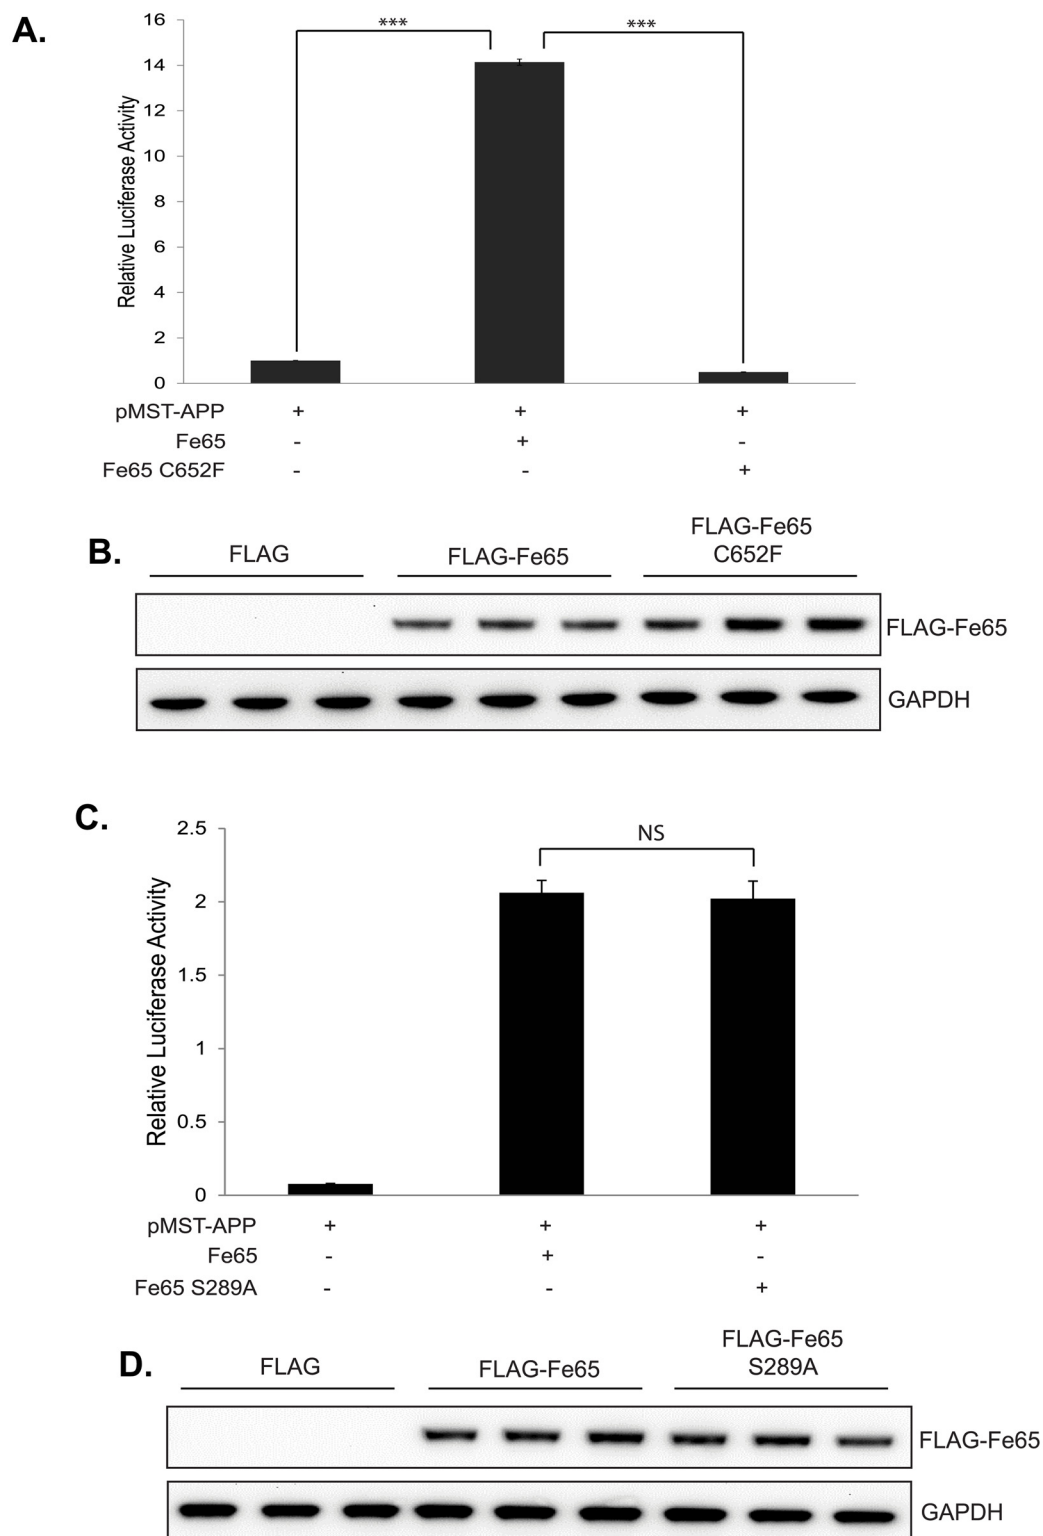 A.
Relative Luciferase Activity
16
14
12
10
8
6
4
2
0
***
***
pMST-APP + + +
Fe65 - + -
Fe65 C652F - - +
B.
FLAG
FLAG-Fe65
FLAG-Fe65
C652F
FLAG-Fe65
GAPDH
C.
Relative Luciferase Activity
2.5
2
1.5
1
0.5
0
NS
pMST-APP + + +
Fe65 - + -
Fe65 S289A - - +
D.
FLAG
FLAG-Fe65
FLAG-Fe65
S289A
FLAG-Fe65
GAPDH